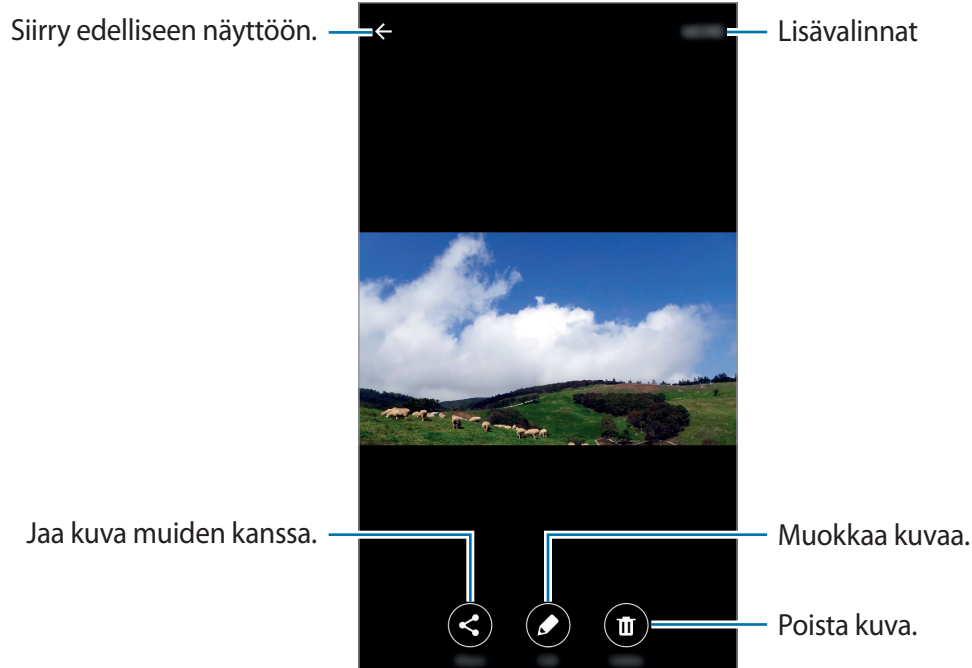 Siirry edelliseen näyttöön.
Lisävalinnat
Jaa kuva muiden kanssa.
Muokkaa kuvaa.
Poista kuva.